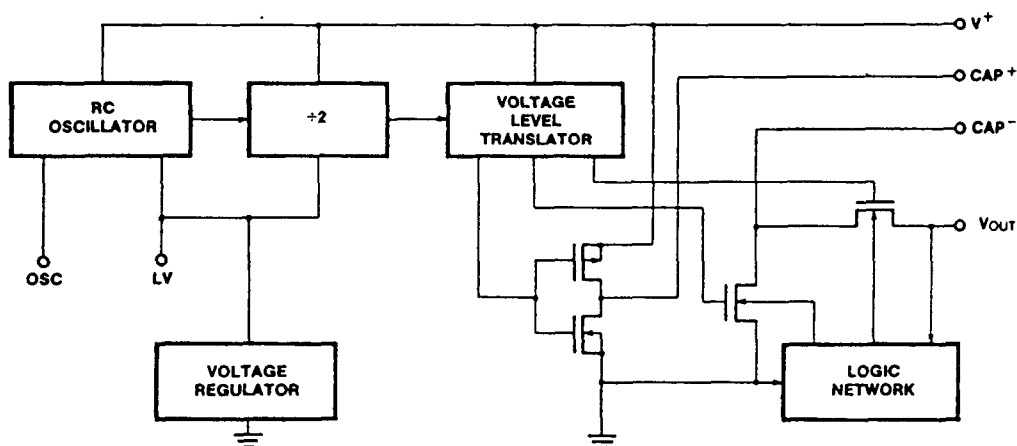 V+
CAP+
RC
OSCILLATOR
÷2
VOLTAGE
LEVEL
TRANSLATOR
CAP-
VOUT
OSC
LV
VOLTAGE
REGULATOR
LOGIC
NETWORK